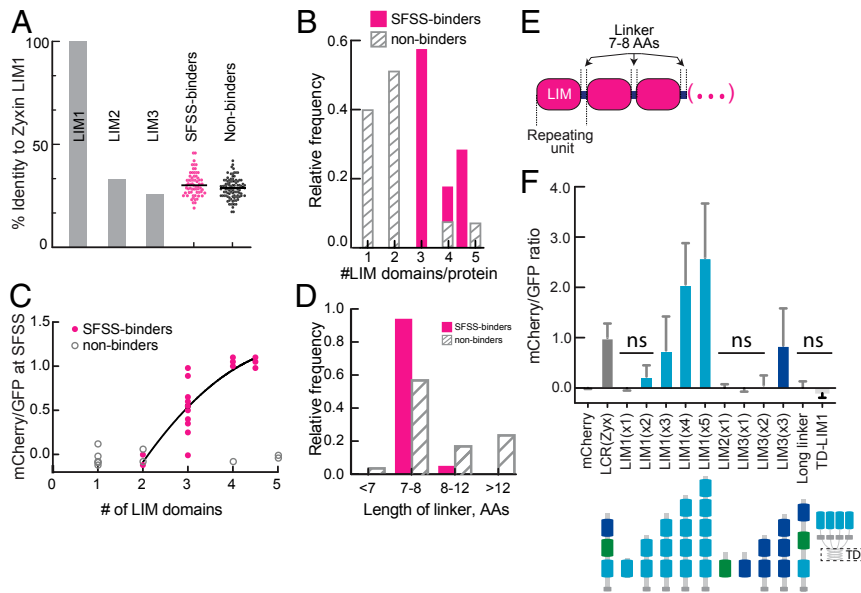 A
% Identity to Zyxin LIM1
100
50
0
LIM1
LIM2
LIM3
SFSS-binders
Non-binders
B
SFSS-binders
non-binders
Relative frequency
0.6
0.4
0.2
0.0
1 2 3 4 5
#LIM domains/protein
C
SFSS-binders
non-binders
mCherry/GFP at SFSS
1.5
1.0
0.5
0.0
0 1 2 3 4 5
# of LIM domains
D
SFSS-binders
non-binders
Relative frequency
1.0
0.8
0.6
0.4
0.2
0.0
<7 7-8 8-12 >12
Length of linker, AAs
E
Linker
7-8 AAs
LIM
(...)
Repeating
unit
F
mCherry/GFP ratio
4.0
3.0
2.0
1.0
0.0
ns
ns
ns
mCherry
LCR(Zyx)
LIM1(x1)
LIM1(x2)
LIM1(x3)
LIM1(x4)
LIM1(x5)
LIM2(x1)
LIM3(x1)
LIM3(x2)
LIM3(x3)
Long linker
TD-LIM1
TD